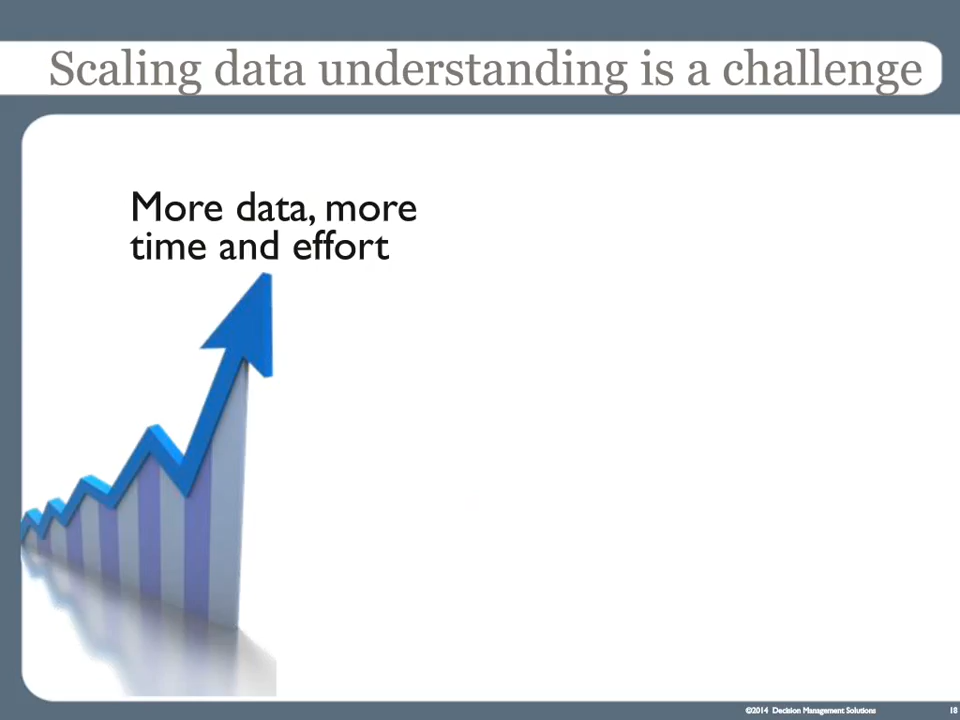 Scaling data understanding is a challenge
More data, more
time and effort
©2014 Decision Management Solutions
18